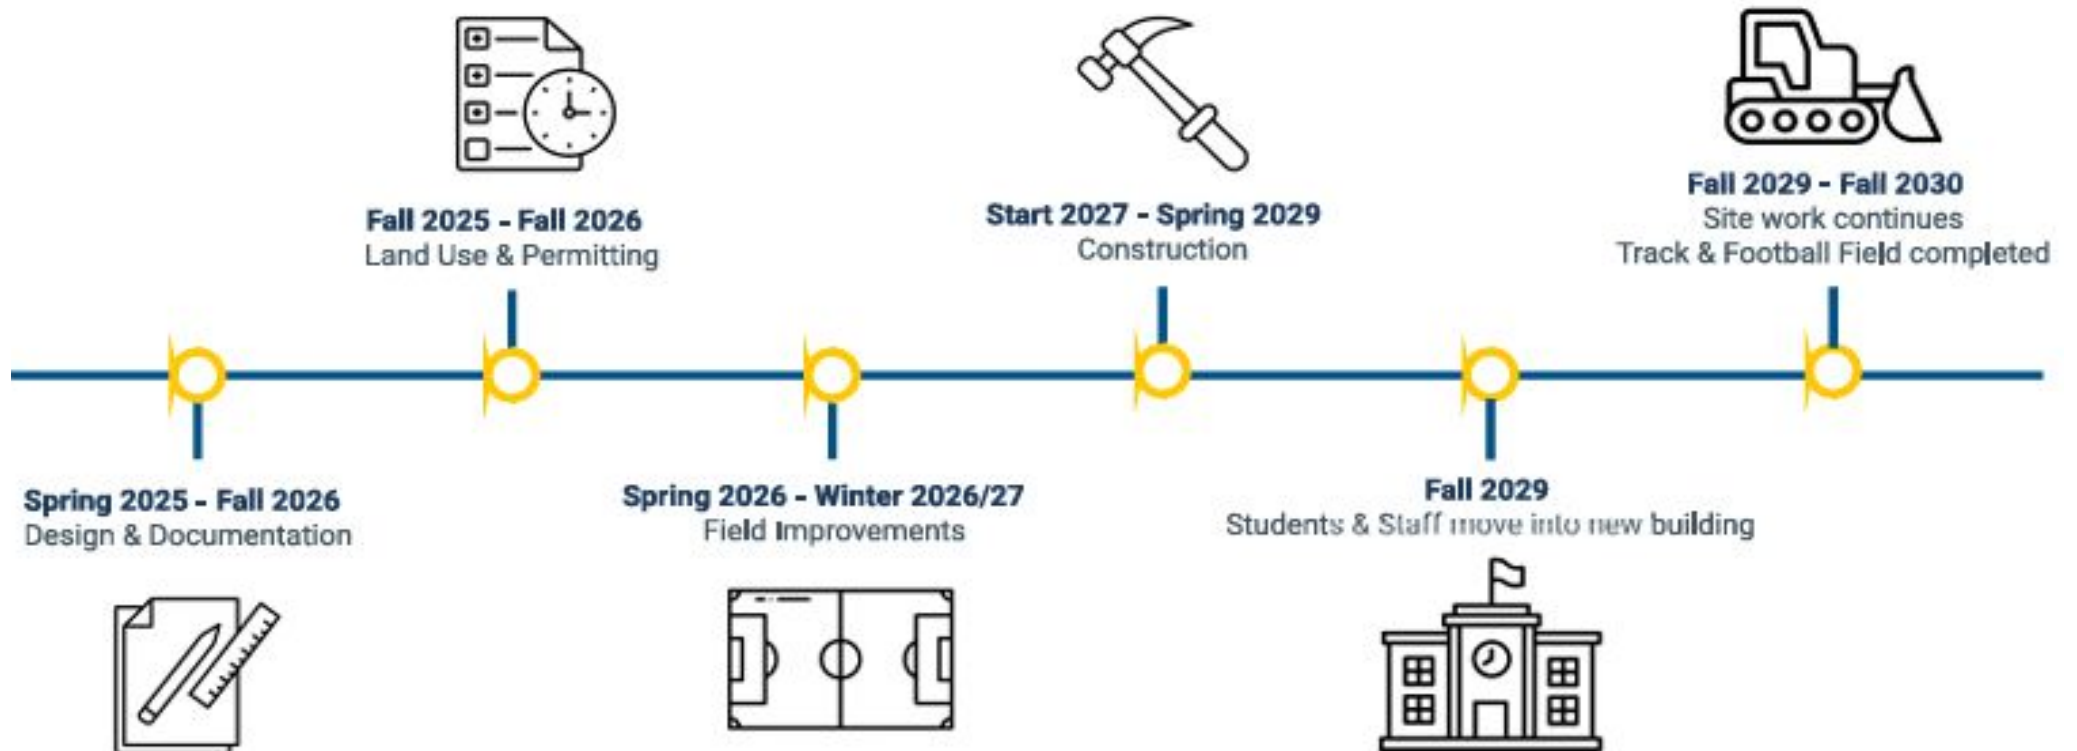 Fall 2025 - Fall 2026
Land Use & Permitting
Start 2027 - Spring 2029
Construction
Fall 2029 - Fall 2030
Site work continues
Track & Football Field completed
Spring 2025 - Fall 2026
Design & Documentation
Spring 2026 - Winter 2026/27
Field Improvements
Fall 2029
Students & Staff move into new building